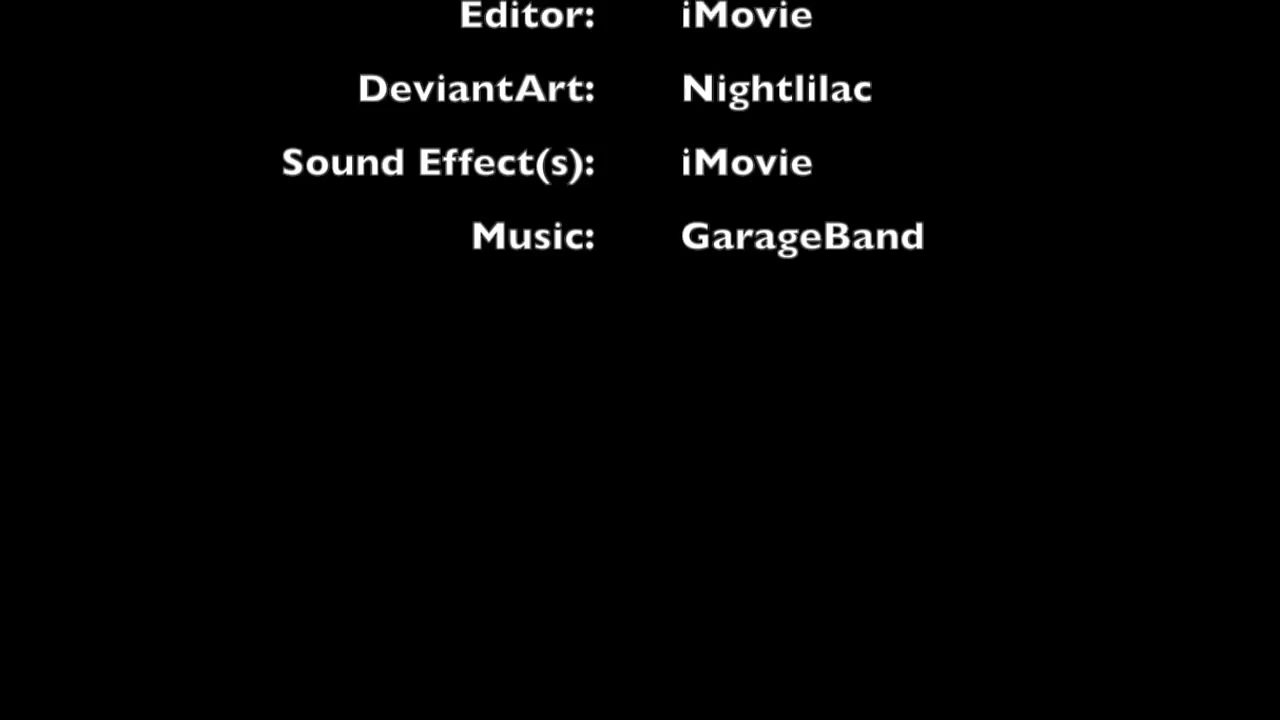 Editor: iMovie
DeviantArt: Nightlilac
Sound Effect(s): iMovie
Music: GarageBand